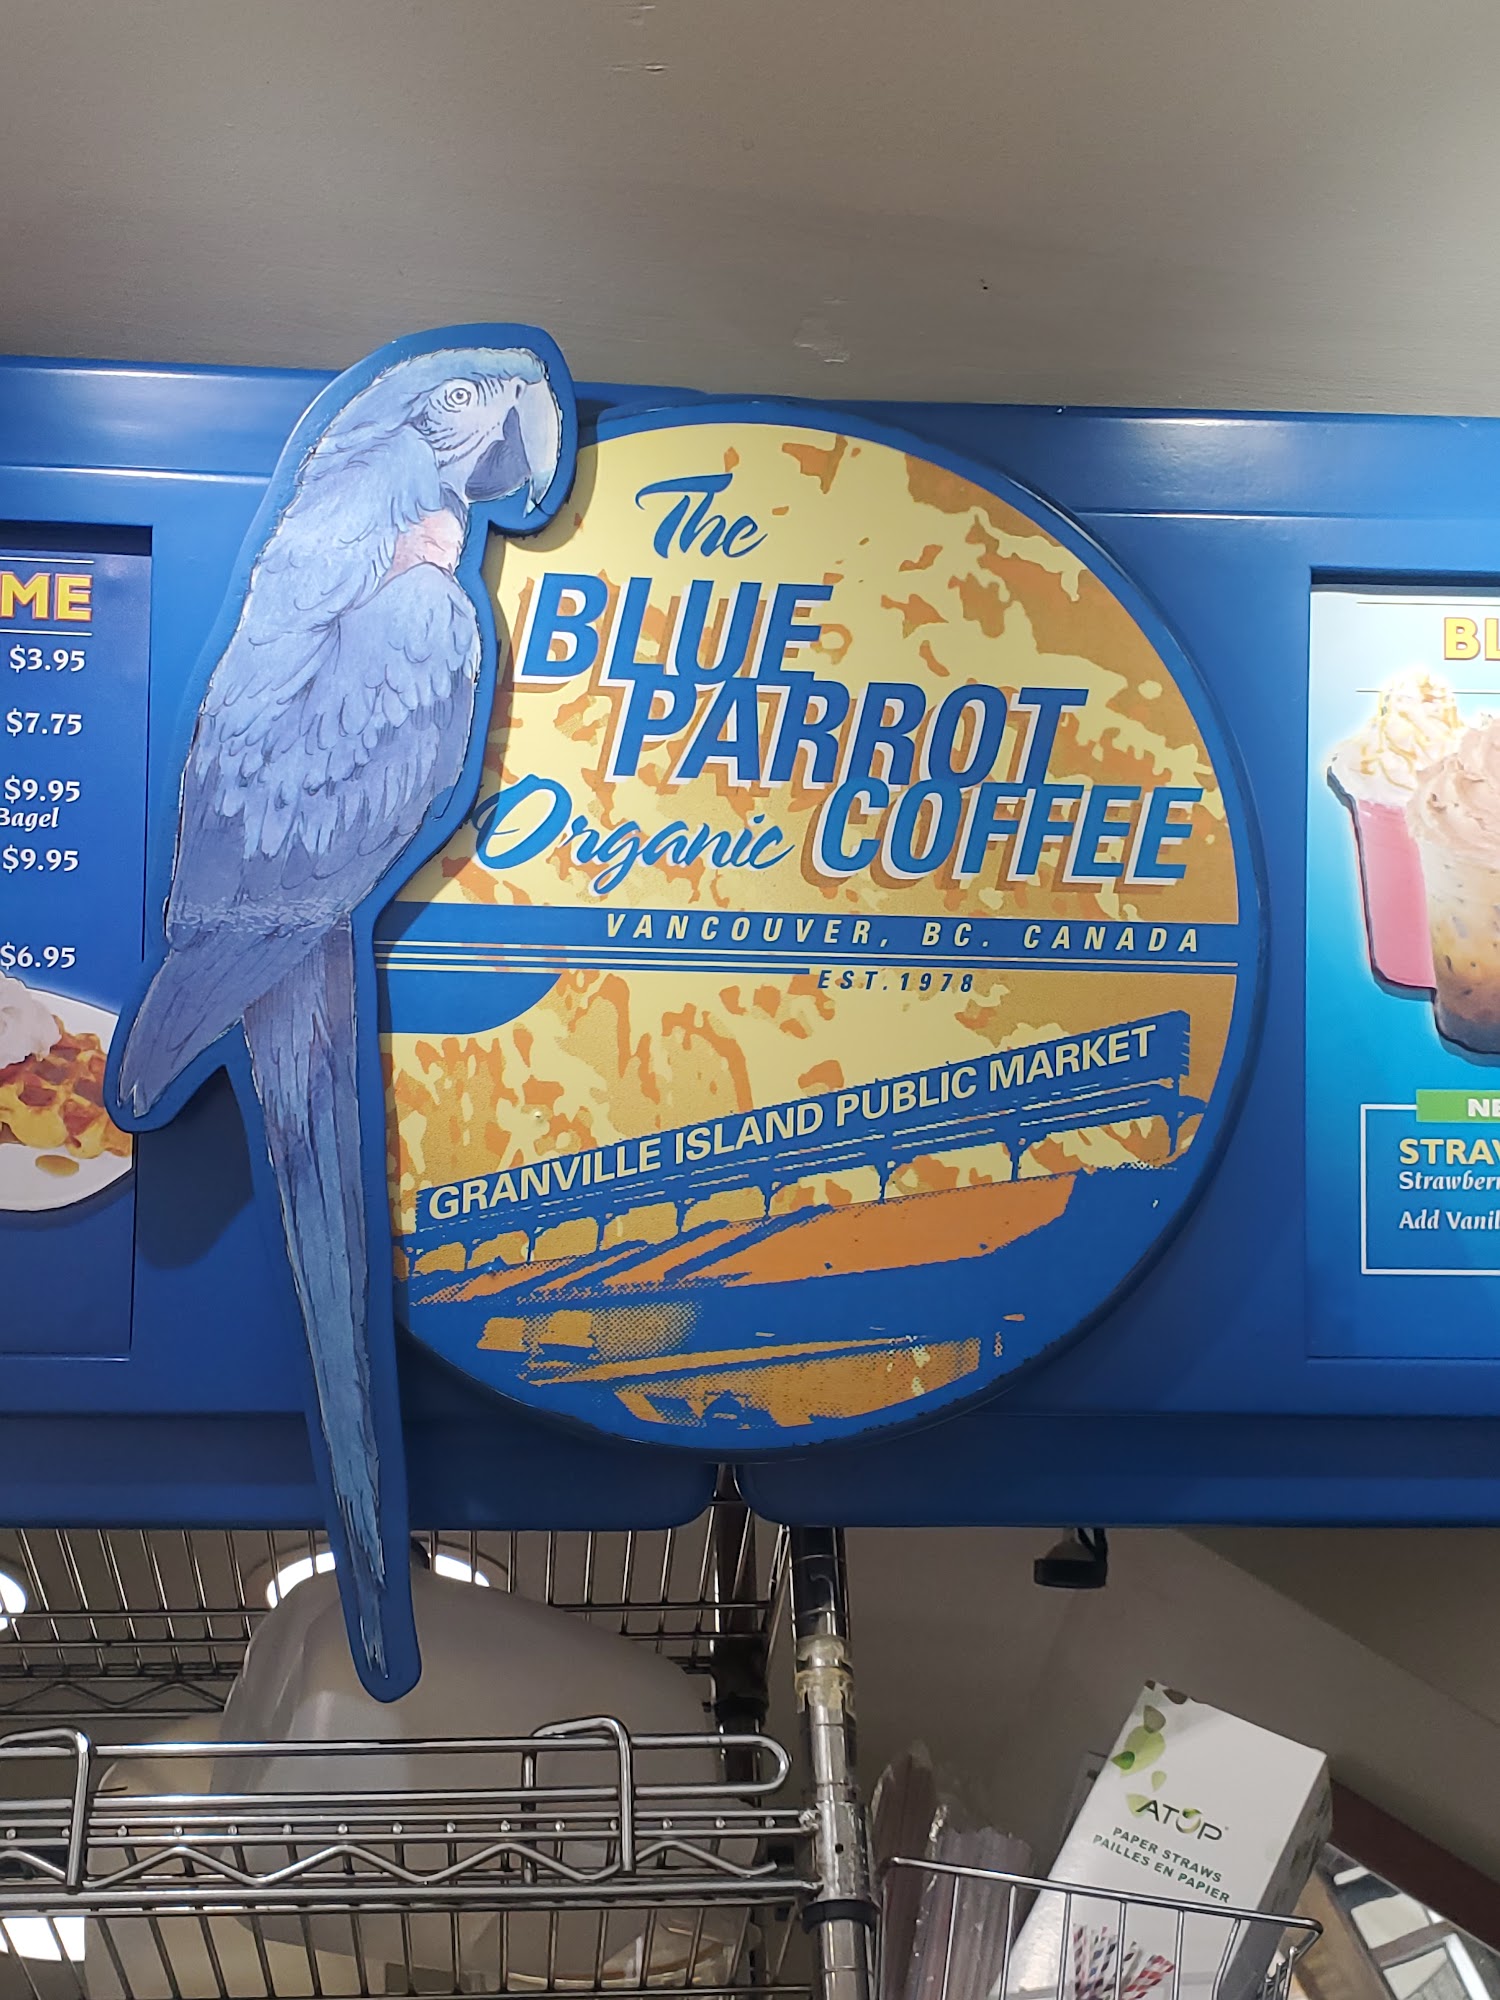 The
BLUE
PARROT
Organic COFFEE
VANCOUVER, BC. CANADA
EST. 1978
GRANVILLE ISLAND PUBLIC MARKET
ME
$3.95
$7.75
$9.95
Bagel
$9.95
$6.95
BL
NE
STRAW
Strawberr
Add Vanil
ATOP
PAPER STRAWS
PAILLES EN PAPIER